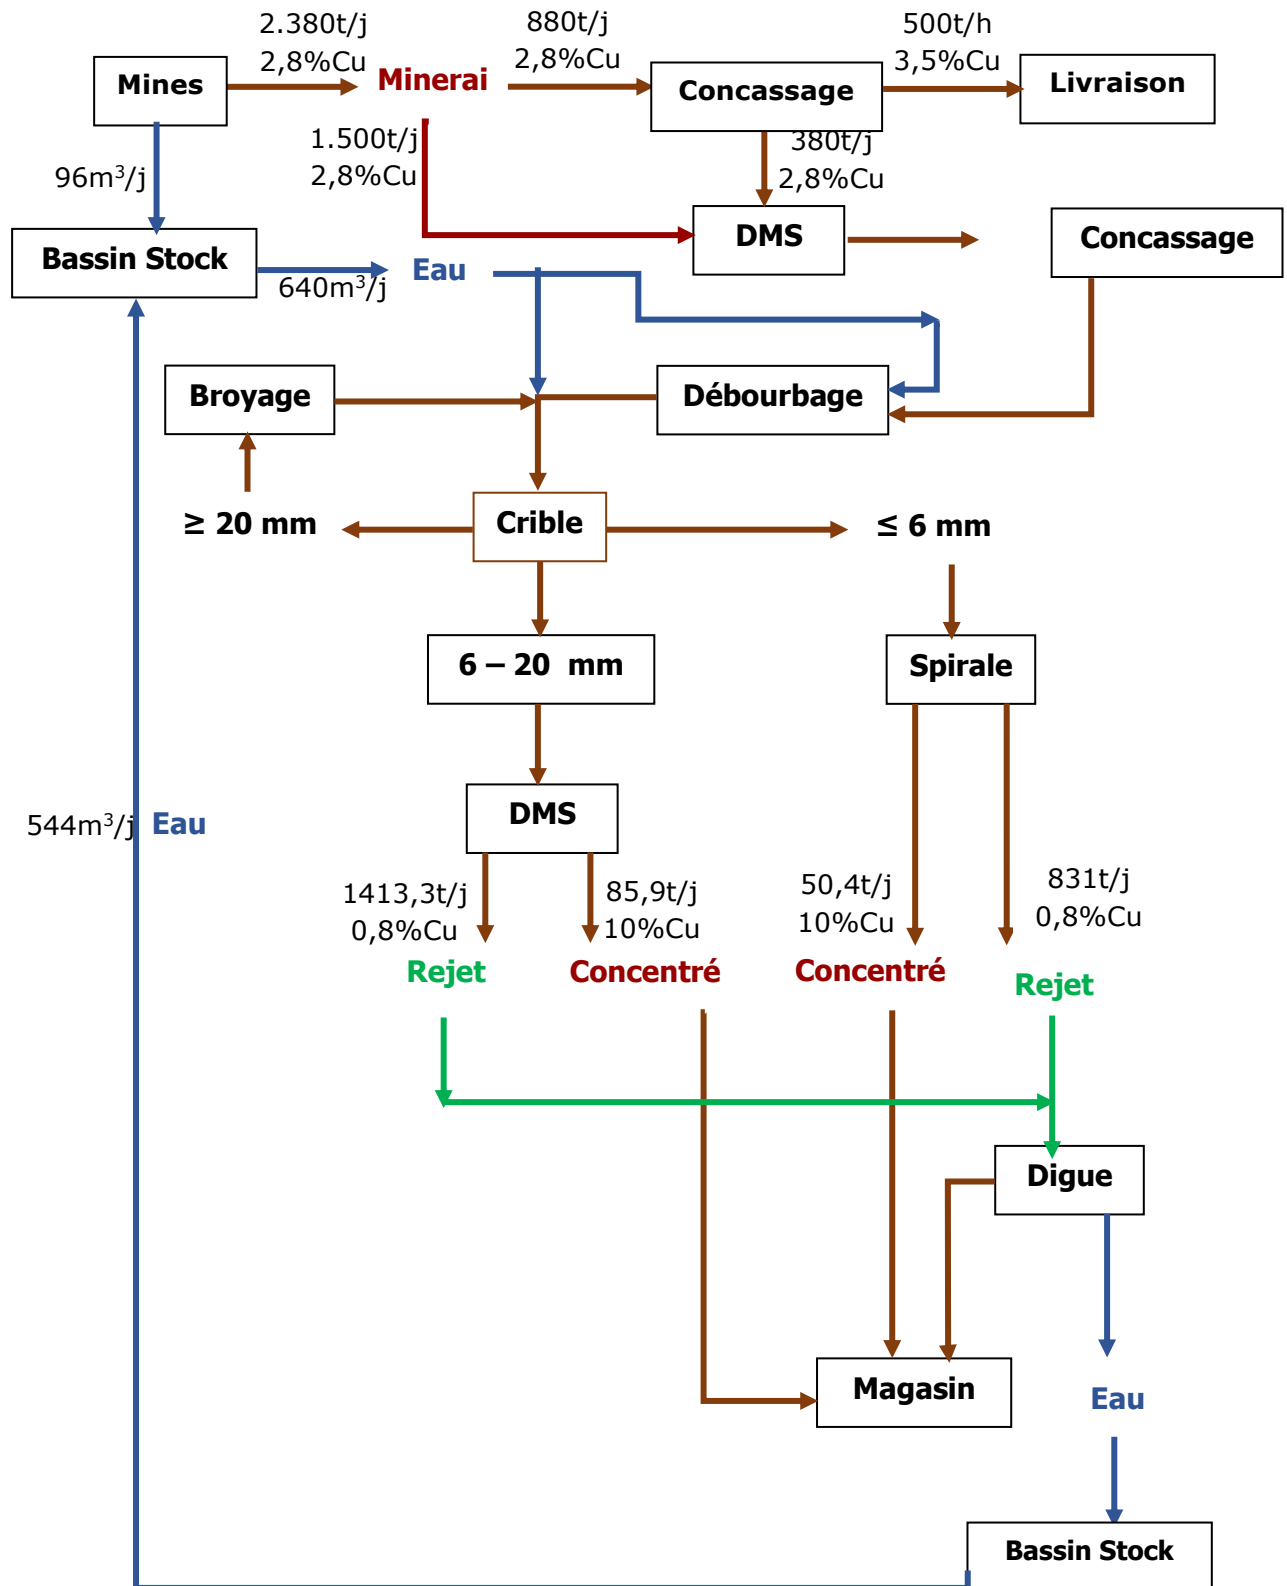 2.380t/j
2,8%Cu
880t/j
2,8%Cu
500t/h
3,5%Cu
Mines
Minerai
Concassage
Livraison
1.500t/j
2,8%Cu
380t/j
2,8%Cu
96m³/j
Bassin Stock
DMS
Concassage
640m³/j
Eau
Broyage
Débourbage
≥ 20 mm
Crible
≤ 6 mm
6 – 20 mm
Spirale
DMS
544m³/j
Eau
1413,3t/j
0,8%Cu
85,9t/j
10%Cu
50,4t/j
10%Cu
831t/j
0,8%Cu
Rejet
Concentré
Concentré
Rejet
Digue
Magasin
Eau
Bassin Stock